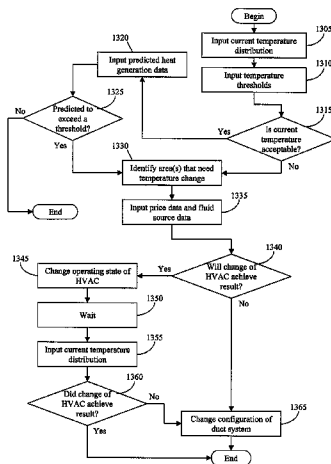 Begin
1305
Input current temperature
distribution
1310
Input temperature
thresholds
1315
Is current
temperature
acceptable?
Yes
No
1320
Input predicted heat
generation data
1325
Predicted to
exceed a
threshold?
No
Yes
End
1330
Identify area(s) that need
temperature change
1335
Input price data and fluid
source data
1340
Will change of
HVAC achieve
result?
Yes
No
1345
Change operating state of
HVAC
1350
Wait
1355
Input current temperature
distribution
1360
Did change of
HVAC achieve
result?
No
Yes
1365
Change configuration of
duct system
End